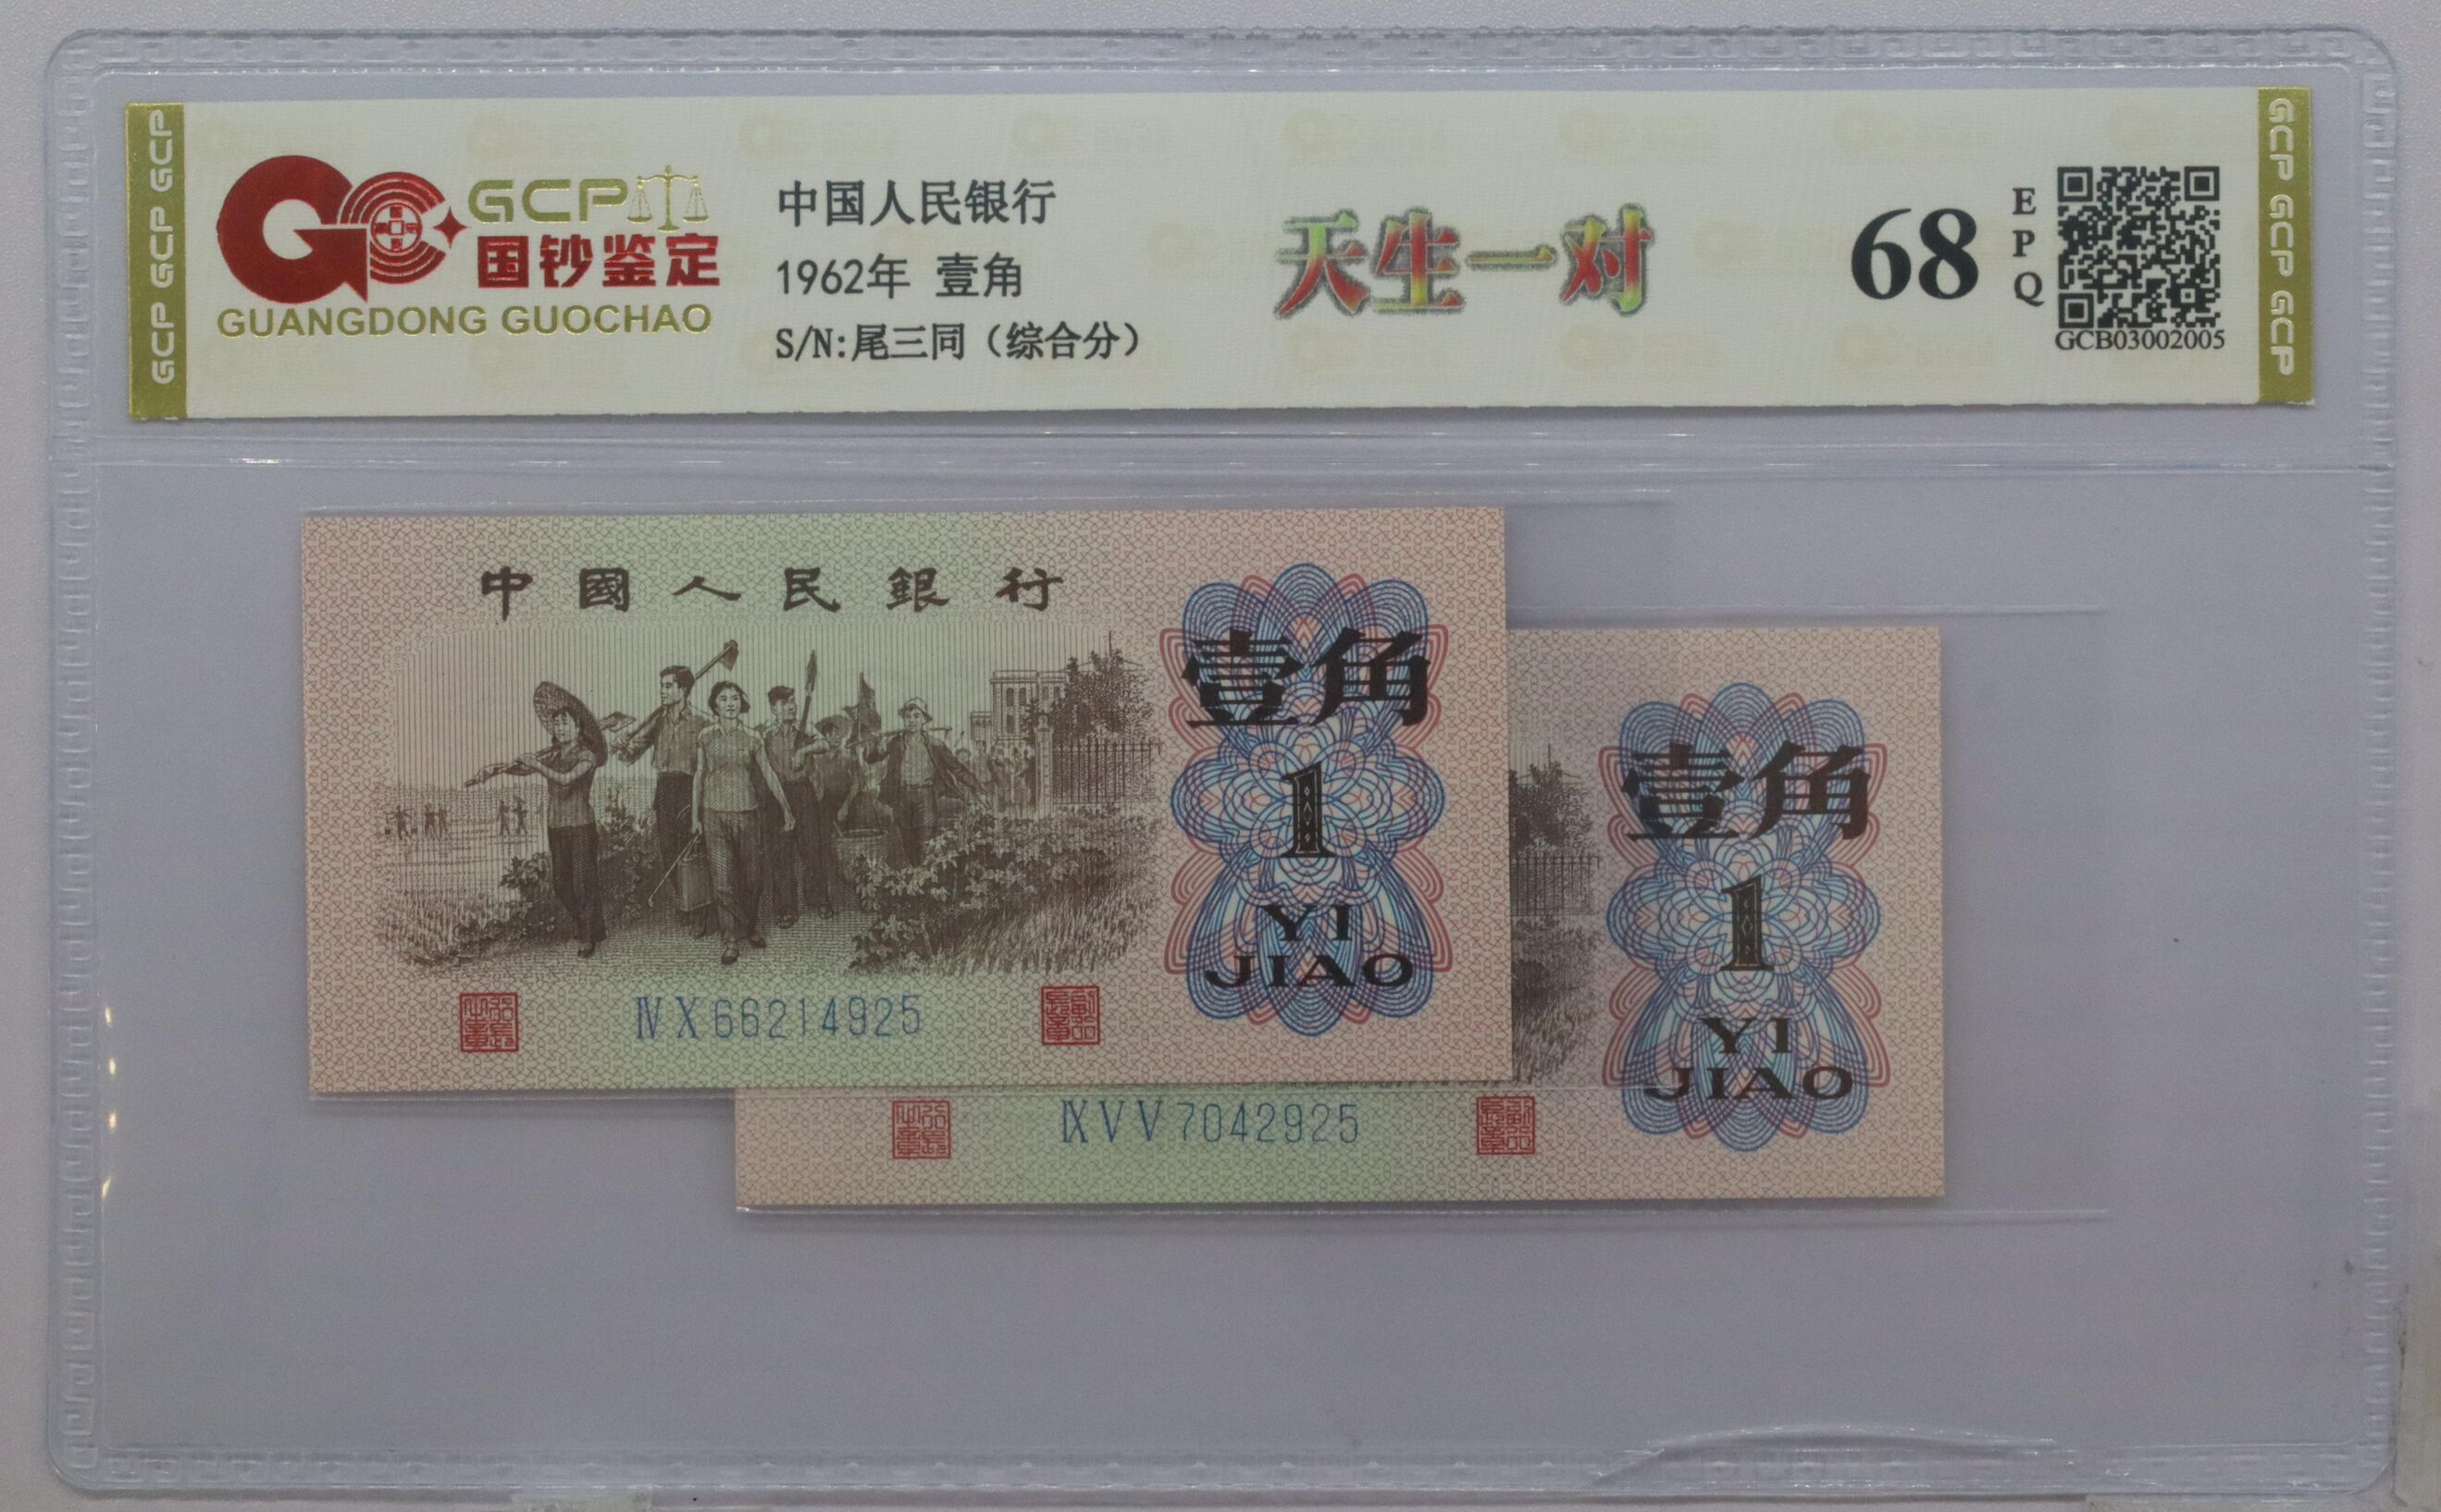 GCP GCP GCP
GCP
国钞鉴定
GUANGDONG GUOCHAO
中国人民银行
1962年 壹角
S/N:尾三同（综合分）
天生一对
68
EPQ
GCB03002005
GCP GCP GCP
中國人民銀行
壹角
1
YI
JIAO
ⅣⅩ66214925
壹角
1
YI
JIAO
ⅨⅤⅤ7042925